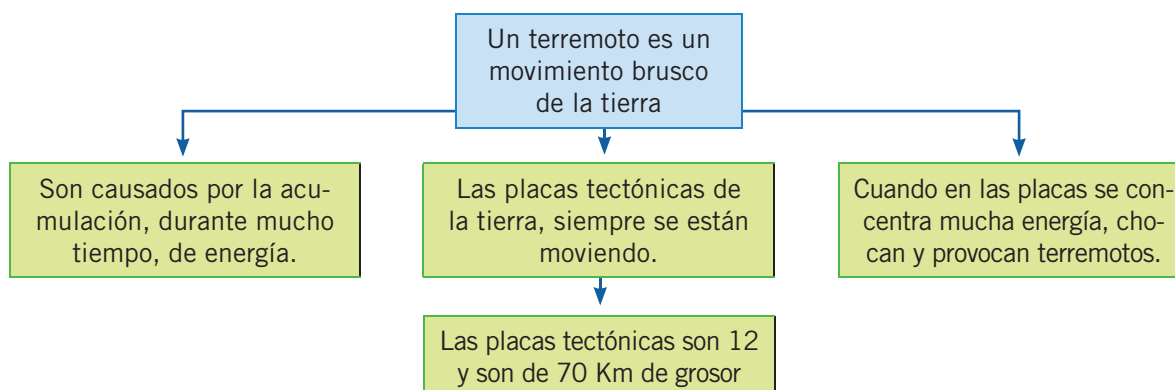 Un terremoto es un
movimiento brusco
de la tierra
Son causados por la acu-
mulación, durante mucho
tiempo, de energía.
Las placas tectónicas de
la tierra, siempre se están
moviendo.
Cuando en las placas se con-
centra mucha energía, cho-
can y provocan terremotos.
Las placas tectónicas son 12
y son de 70 Km de grosor